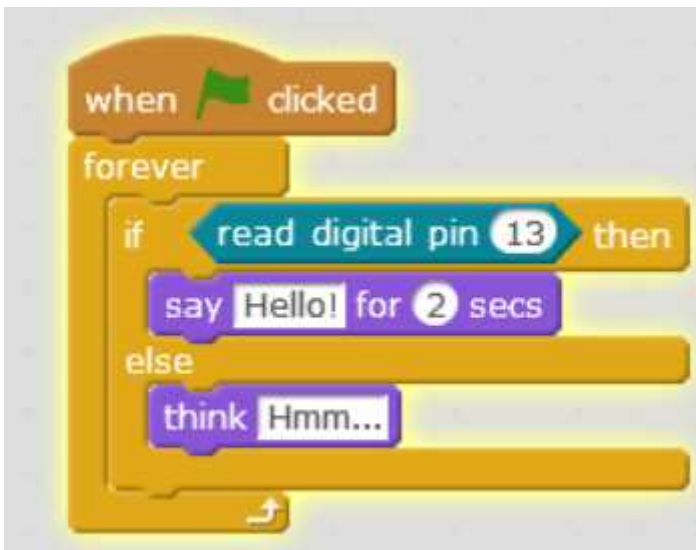 when clicked
forever
if read digital pin 13 then
say Hello! for 2 secs
else
think Hmm...